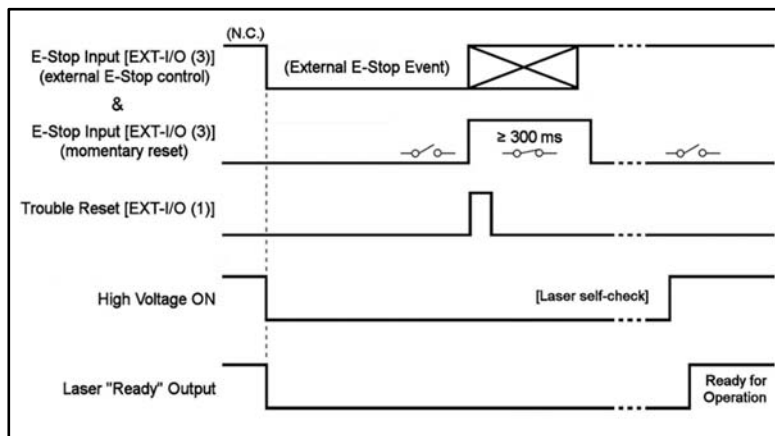 (N.C.)
E-Stop Input [EXT-I/O (3)]
(external E-Stop control)
(External E-Stop Event)
&
E-Stop Input [EXT-I/O (3)]
(momentary reset)
≥ 300 ms
Trouble Reset [EXT-I/O (1)]
High Voltage ON
[Laser self-check]
Laser "Ready" Output
Ready for
Operation